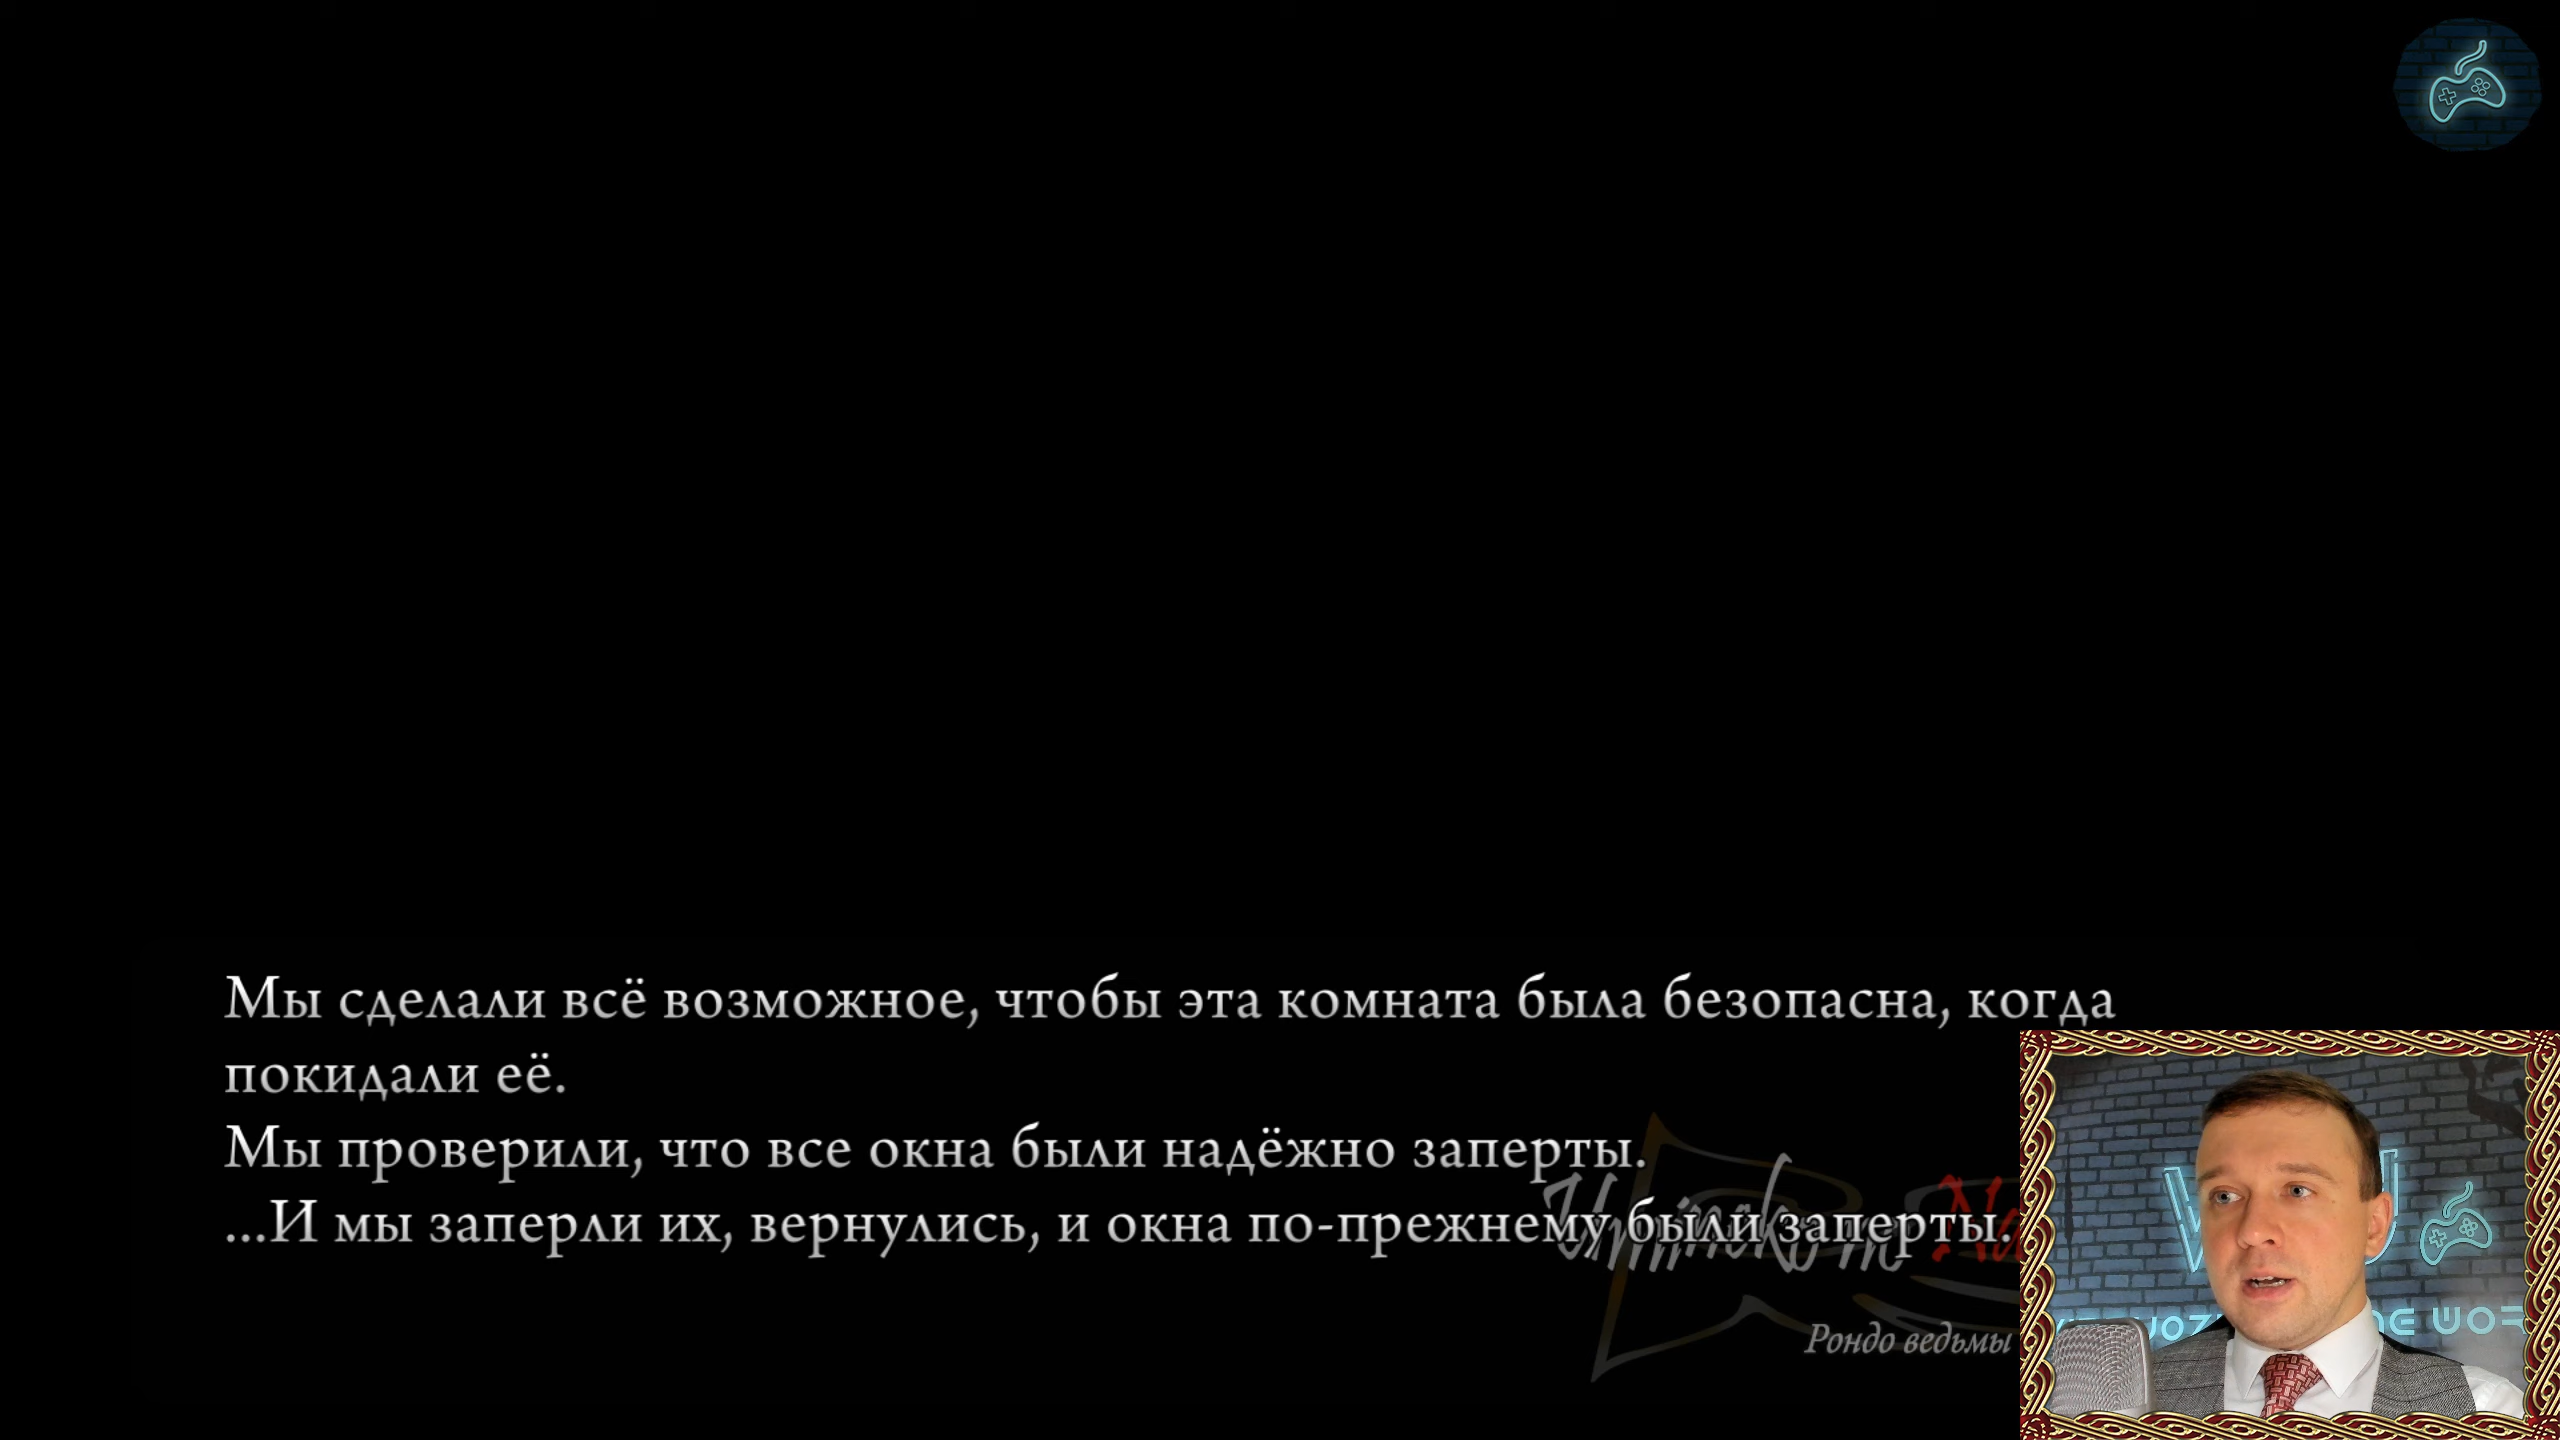 Мы сделали всё возможное, чтобы эта комната была безопасна, когда
покидали её.
Мы проверили, что все окна были надёжно заперты.
...И мы заперли их, вернулись, и окна по-прежнему были заперты.
Umineko
Рондо ведьмы